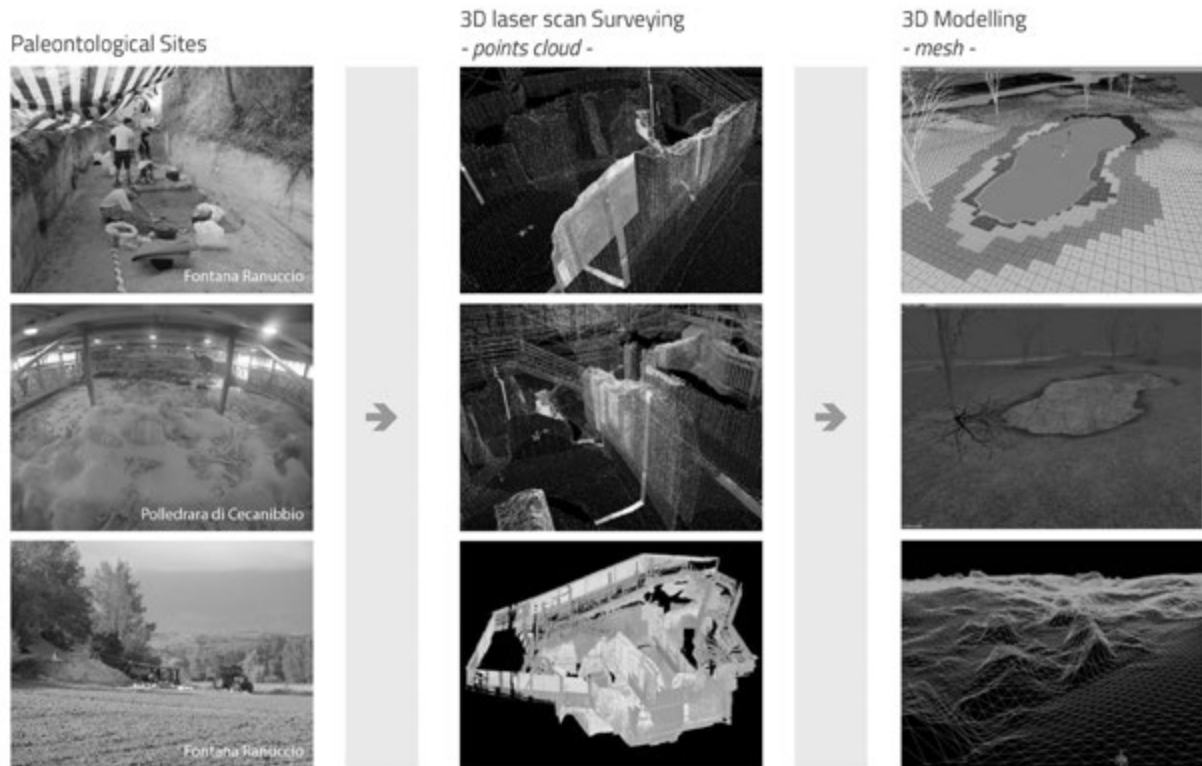 Paleontological Sites
3D laser scan Surveying
- points cloud -
3D Modelling
- mesh -
Fontana Ranuccio
Polledrara di Cecanibbio
Fontana Ranuccio